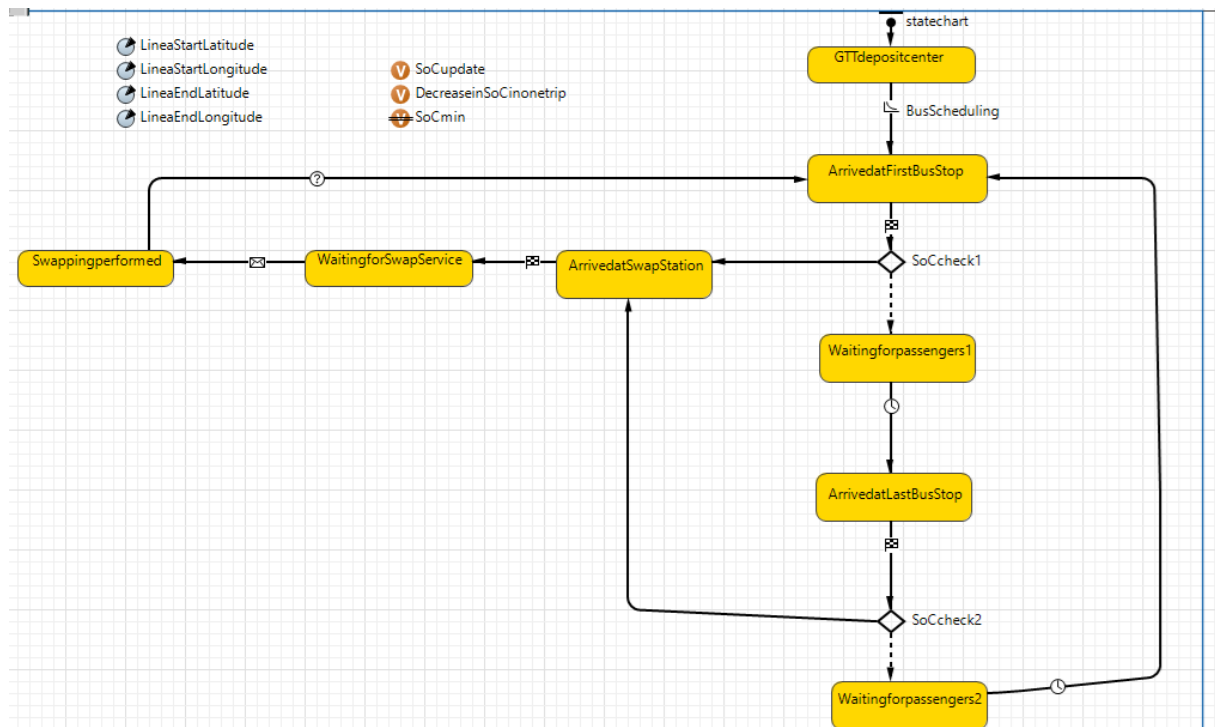 statechart
LineaStartLatitude
GTTdepositcenter
LineaStartLongitude
V SoCupdate
LineaEndLatitude
V DecreaseinSoCinonetrip
LineaEndLongitude
V SoCmin
BusScheduling
ArrivedatFirstBusStop
?
Swappingperformed
WaitingforSwapService
ArrivedatSwapStation
SoCcheck1
Waitingforpassengers1
ArrivedatLastBusStop
SoCcheck2
Waitingforpassengers2